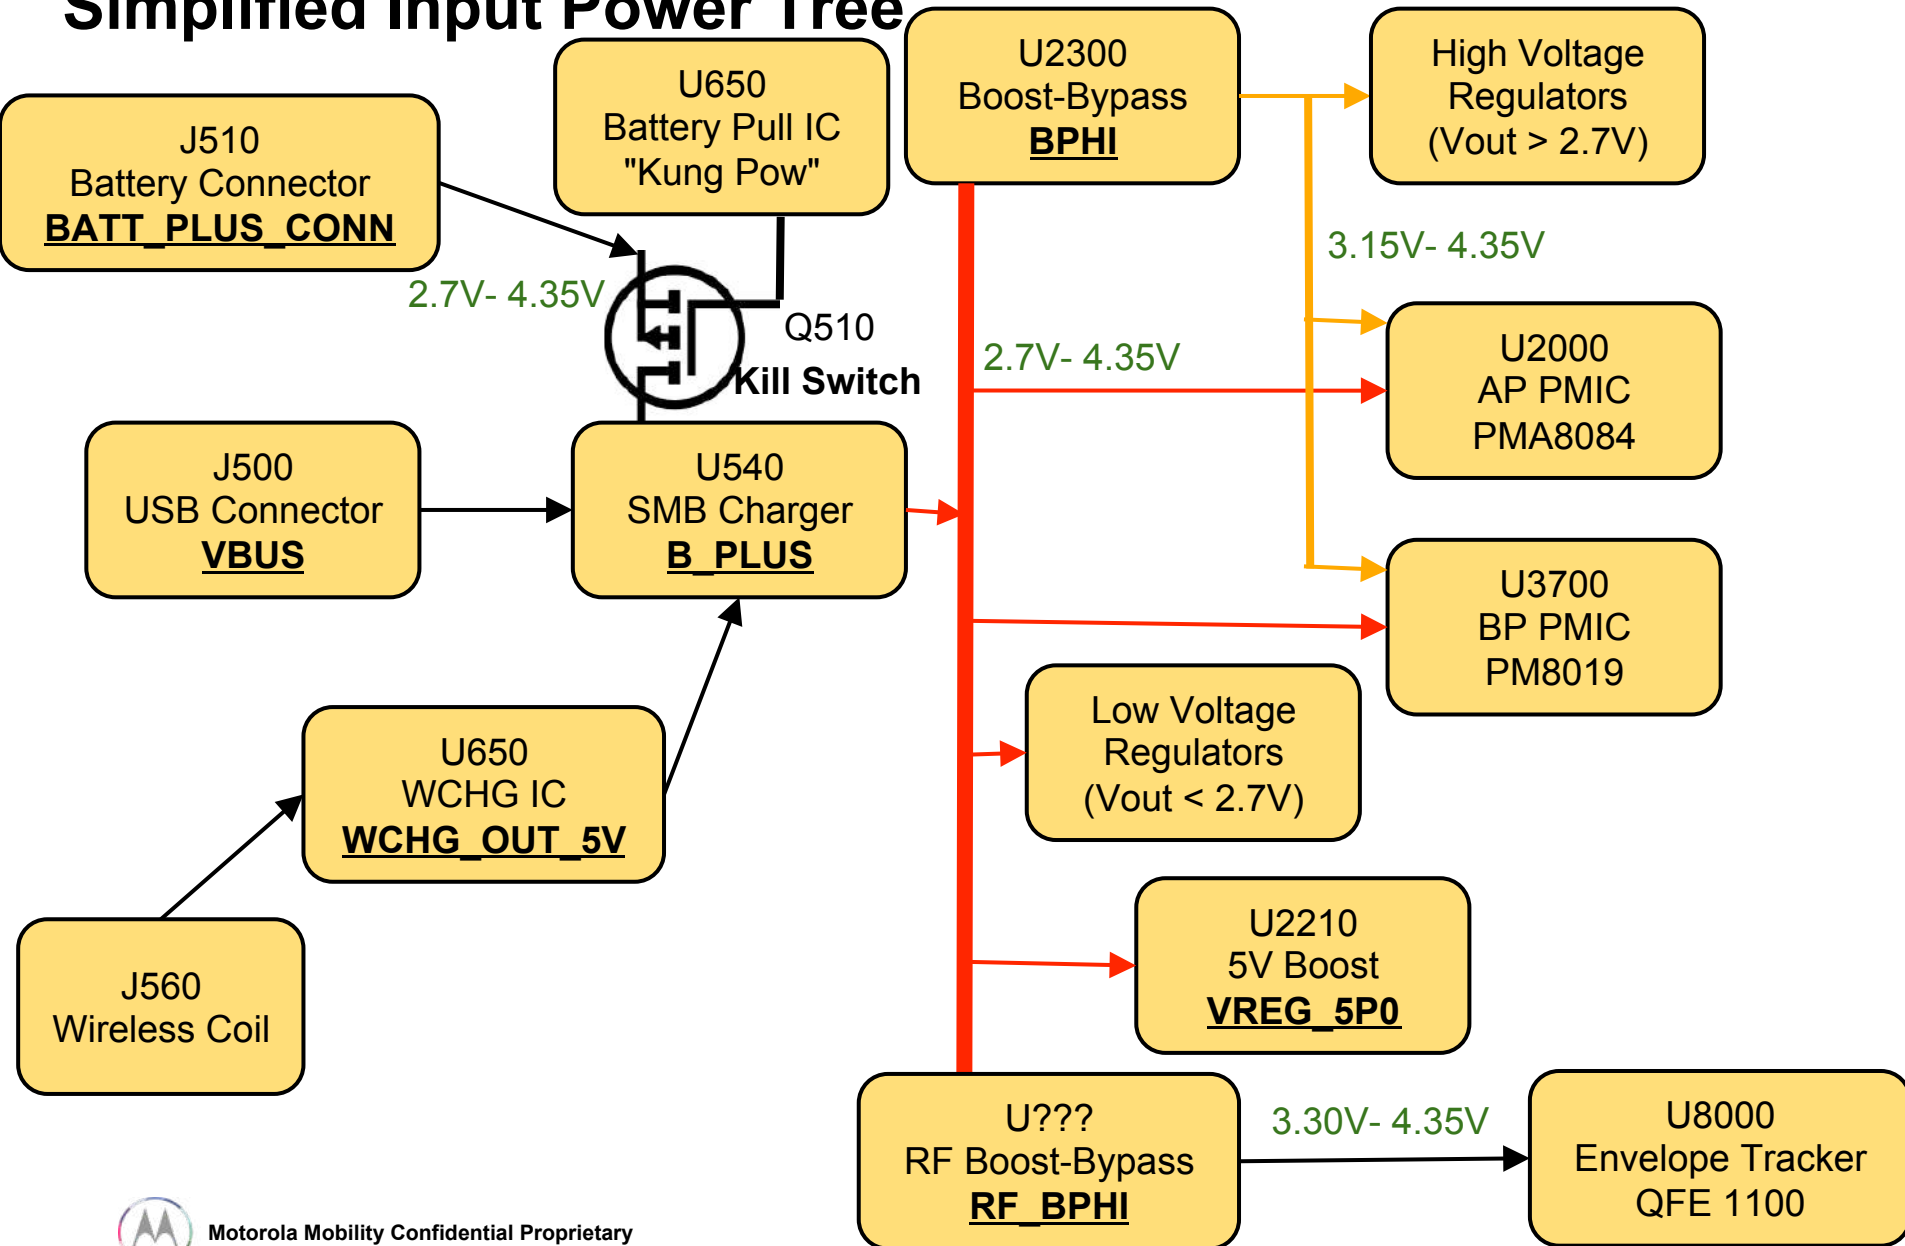 Simplified Input Power Tree
J510
Battery Connector
BATT_PLUS_CONN
U650
Battery Pull IC
"Kung Pow"
U2300
Boost-Bypass
BPHI
High Voltage
Regulators
(Vout > 2.7V)
2.7V- 4.35V
3.15V- 4.35V
Q510
Kill Switch
2.7V- 4.35V
U2000
AP PMIC
PMA8084
J500
USB Connector
VBUS
U540
SMB Charger
B_PLUS
U3700
BP PMIC
PM8019
U650
WCHG IC
WCHG_OUT_5V
Low Voltage
Regulators
(Vout < 2.7V)
J560
Wireless Coil
U2210
5V Boost
VREG_5P0
U???
RF Boost-Bypass
RF_BPHI
3.30V- 4.35V
U8000
Envelope Tracker
QFE 1100
Motorola Mobility Confidential Proprietary